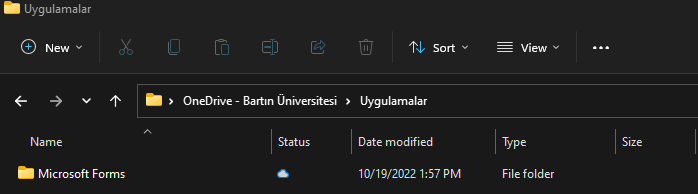 Uygulamalar
New Sort View
OneDrive - Bartın Üniversitesi Uygulamalar
Name Status Date modified Type Size
Microsoft Forms 10/19/2022 1:57 PM File folder